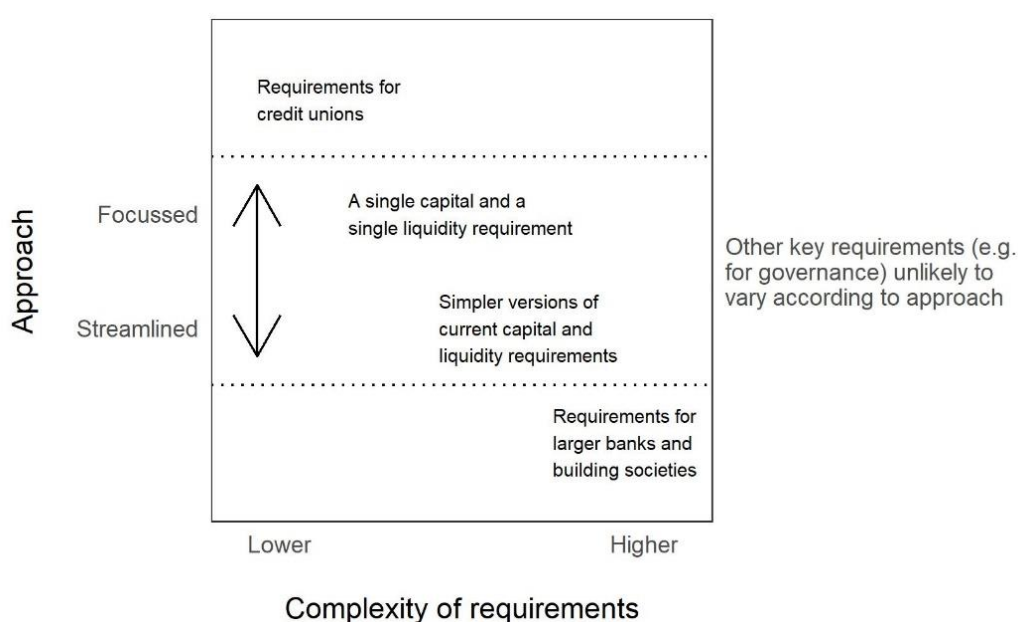 Requirements for
credit unions
Focussed
A single capital and a
single liquidity requirement
Approach
Other key requirements (e.g.
for governance) unlikely to
vary according to approach
Streamlined
Simpler versions of
current capital and
liquidity requirements
Requirements for
larger banks and
building societies
Lower
Higher
Complexity of requirements